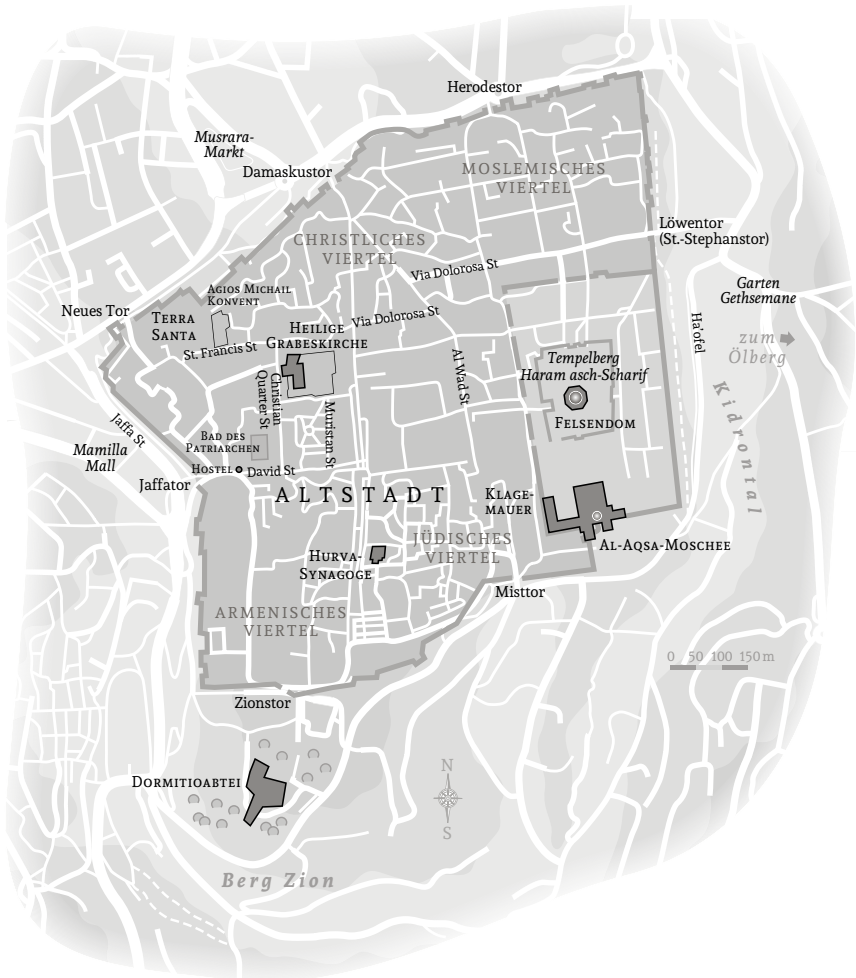 Herodestor
Musrara-
Markt
Damaskustor
MOSLEMISCHES
VIERTEL
Löwentor
(St.-Stephanstor)
CHRISTLICHES
VIERTEL
Via Dolorosa St
Garten
Gethsemane
Agios Michail
Konvent
Neues Tor
Terra
Santa
Via Dolorosa St
Heilige
Grabeskirche
St. Francis St
Ha'ofel
zum
Ölberg
Al Wad St
Tempelberg
Haram asch-Scharif
Felsendom
Christian
Quarter St
Muristan St
Kidrontal
Jaffa St
Mamilla
Mall
Bad des
Patriarchen
Hostel
David St
Jaffator
ALTSTADT
Klage-
mauer
Al-Aqsa-Moschee
JÜDISCHES
VIERTEL
Hurva-
Synagoge
Misttor
ARMENISCHES
VIERTEL
0 50 100 150 m
Zionstor
Dormitioabtei
N
S
Berg Zion